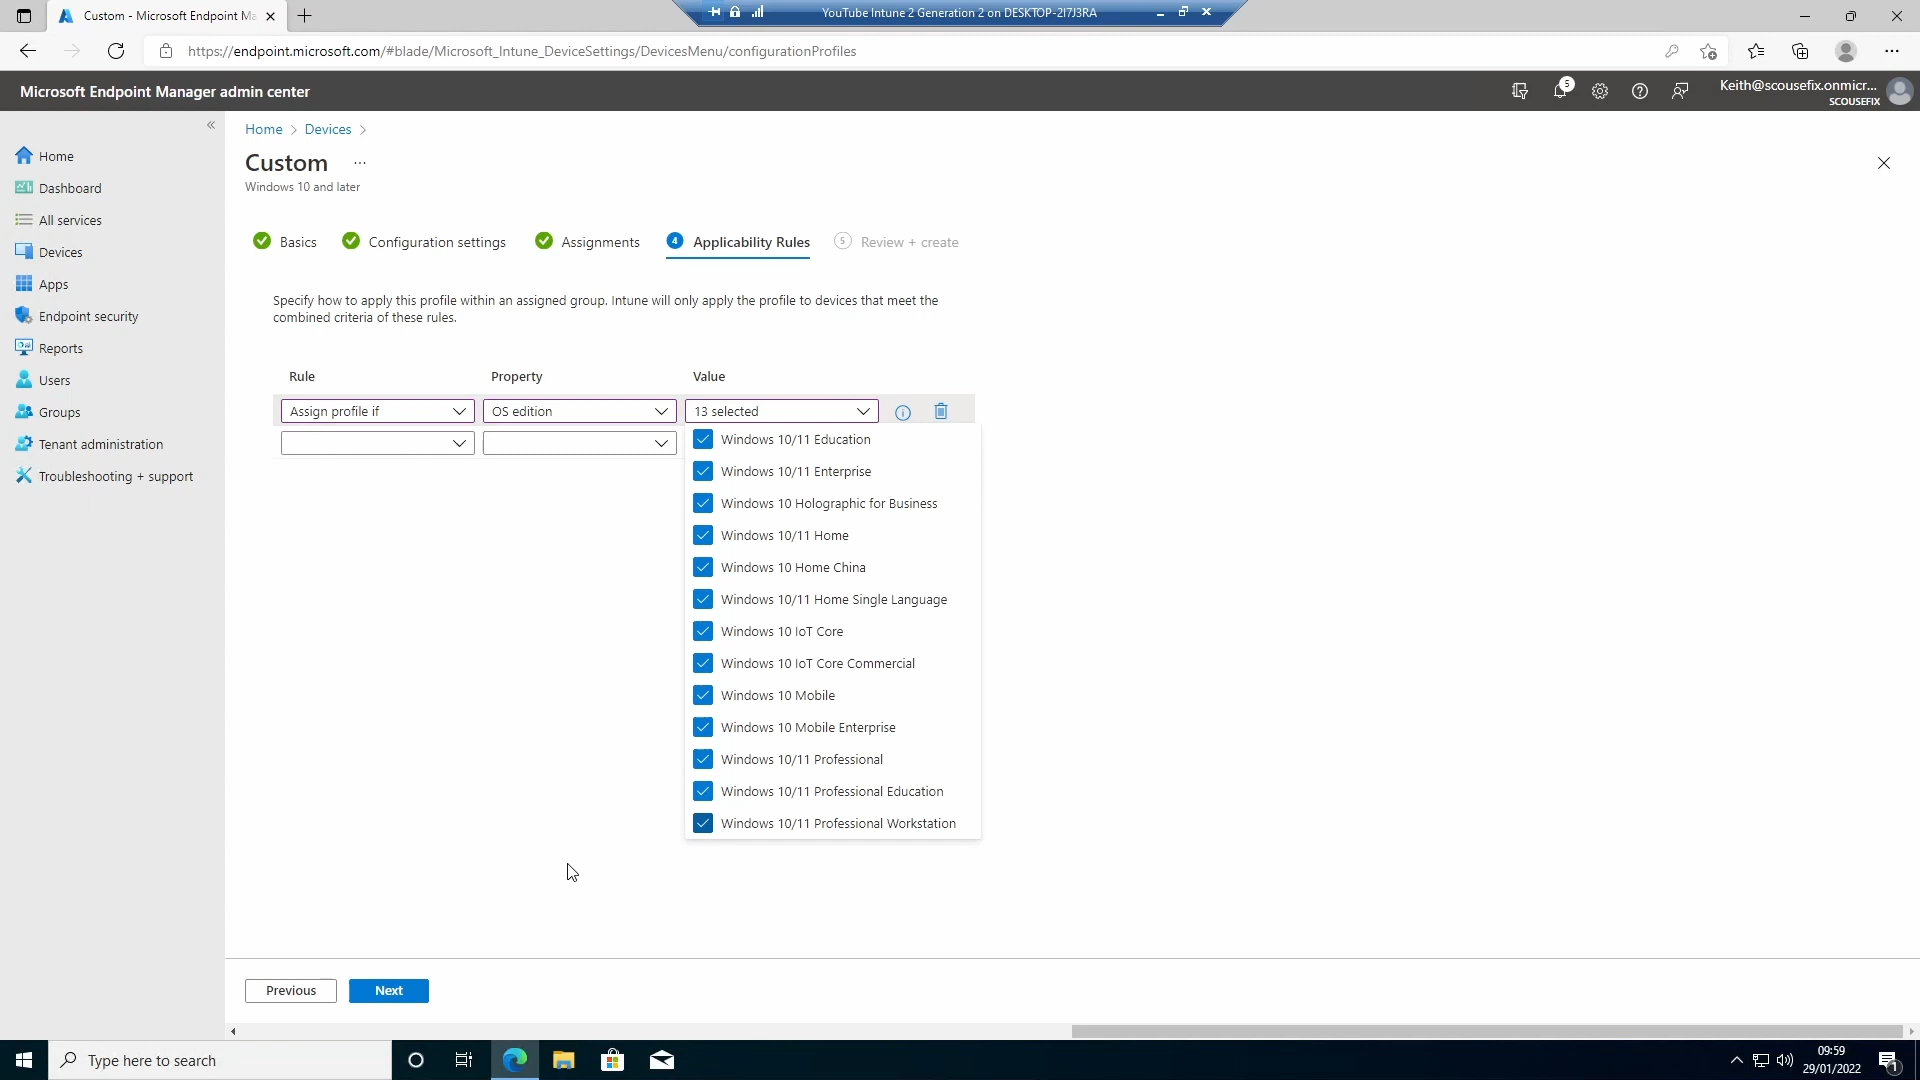 Custom - Microsoft Endpoint Ma
YouTube Intune 2 Generation 2 on DESKTOP-2I7J3RA
https://endpoint.microsoft.com/#blade/Microsoft_Intune_DeviceSettings/DevicesMenu/configurationProfiles
Microsoft Endpoint Manager admin center
5
Keith@scousefix.onmicr...
SCOUSEFIX
Home
Dashboard
All services
Devices
Apps
Endpoint security
Reports
Users
Groups
Tenant administration
Troubleshooting + support
Home > Devices >
Custom ...
Windows 10 and later
Basics
Configuration settings
Assignments
4 Applicability Rules
5 Review + create
Specify how to apply this profile within an assigned group. Intune will only apply the profile to devices that meet the
combined criteria of these rules.
Rule Property Value
Assign profile if OS edition 13 selected
Windows 10/11 Education
Windows 10/11 Enterprise
Windows 10 Holographic for Business
Windows 10/11 Home
Windows 10 Home China
Windows 10/11 Home Single Language
Windows 10 IoT Core
Windows 10 IoT Core Commercial
Windows 10 Mobile
Windows 10 Mobile Enterprise
Windows 10/11 Professional
Windows 10/11 Professional Education
Windows 10/11 Professional Workstation
Previous Next
Type here to search
09:59
29/01/2022
1